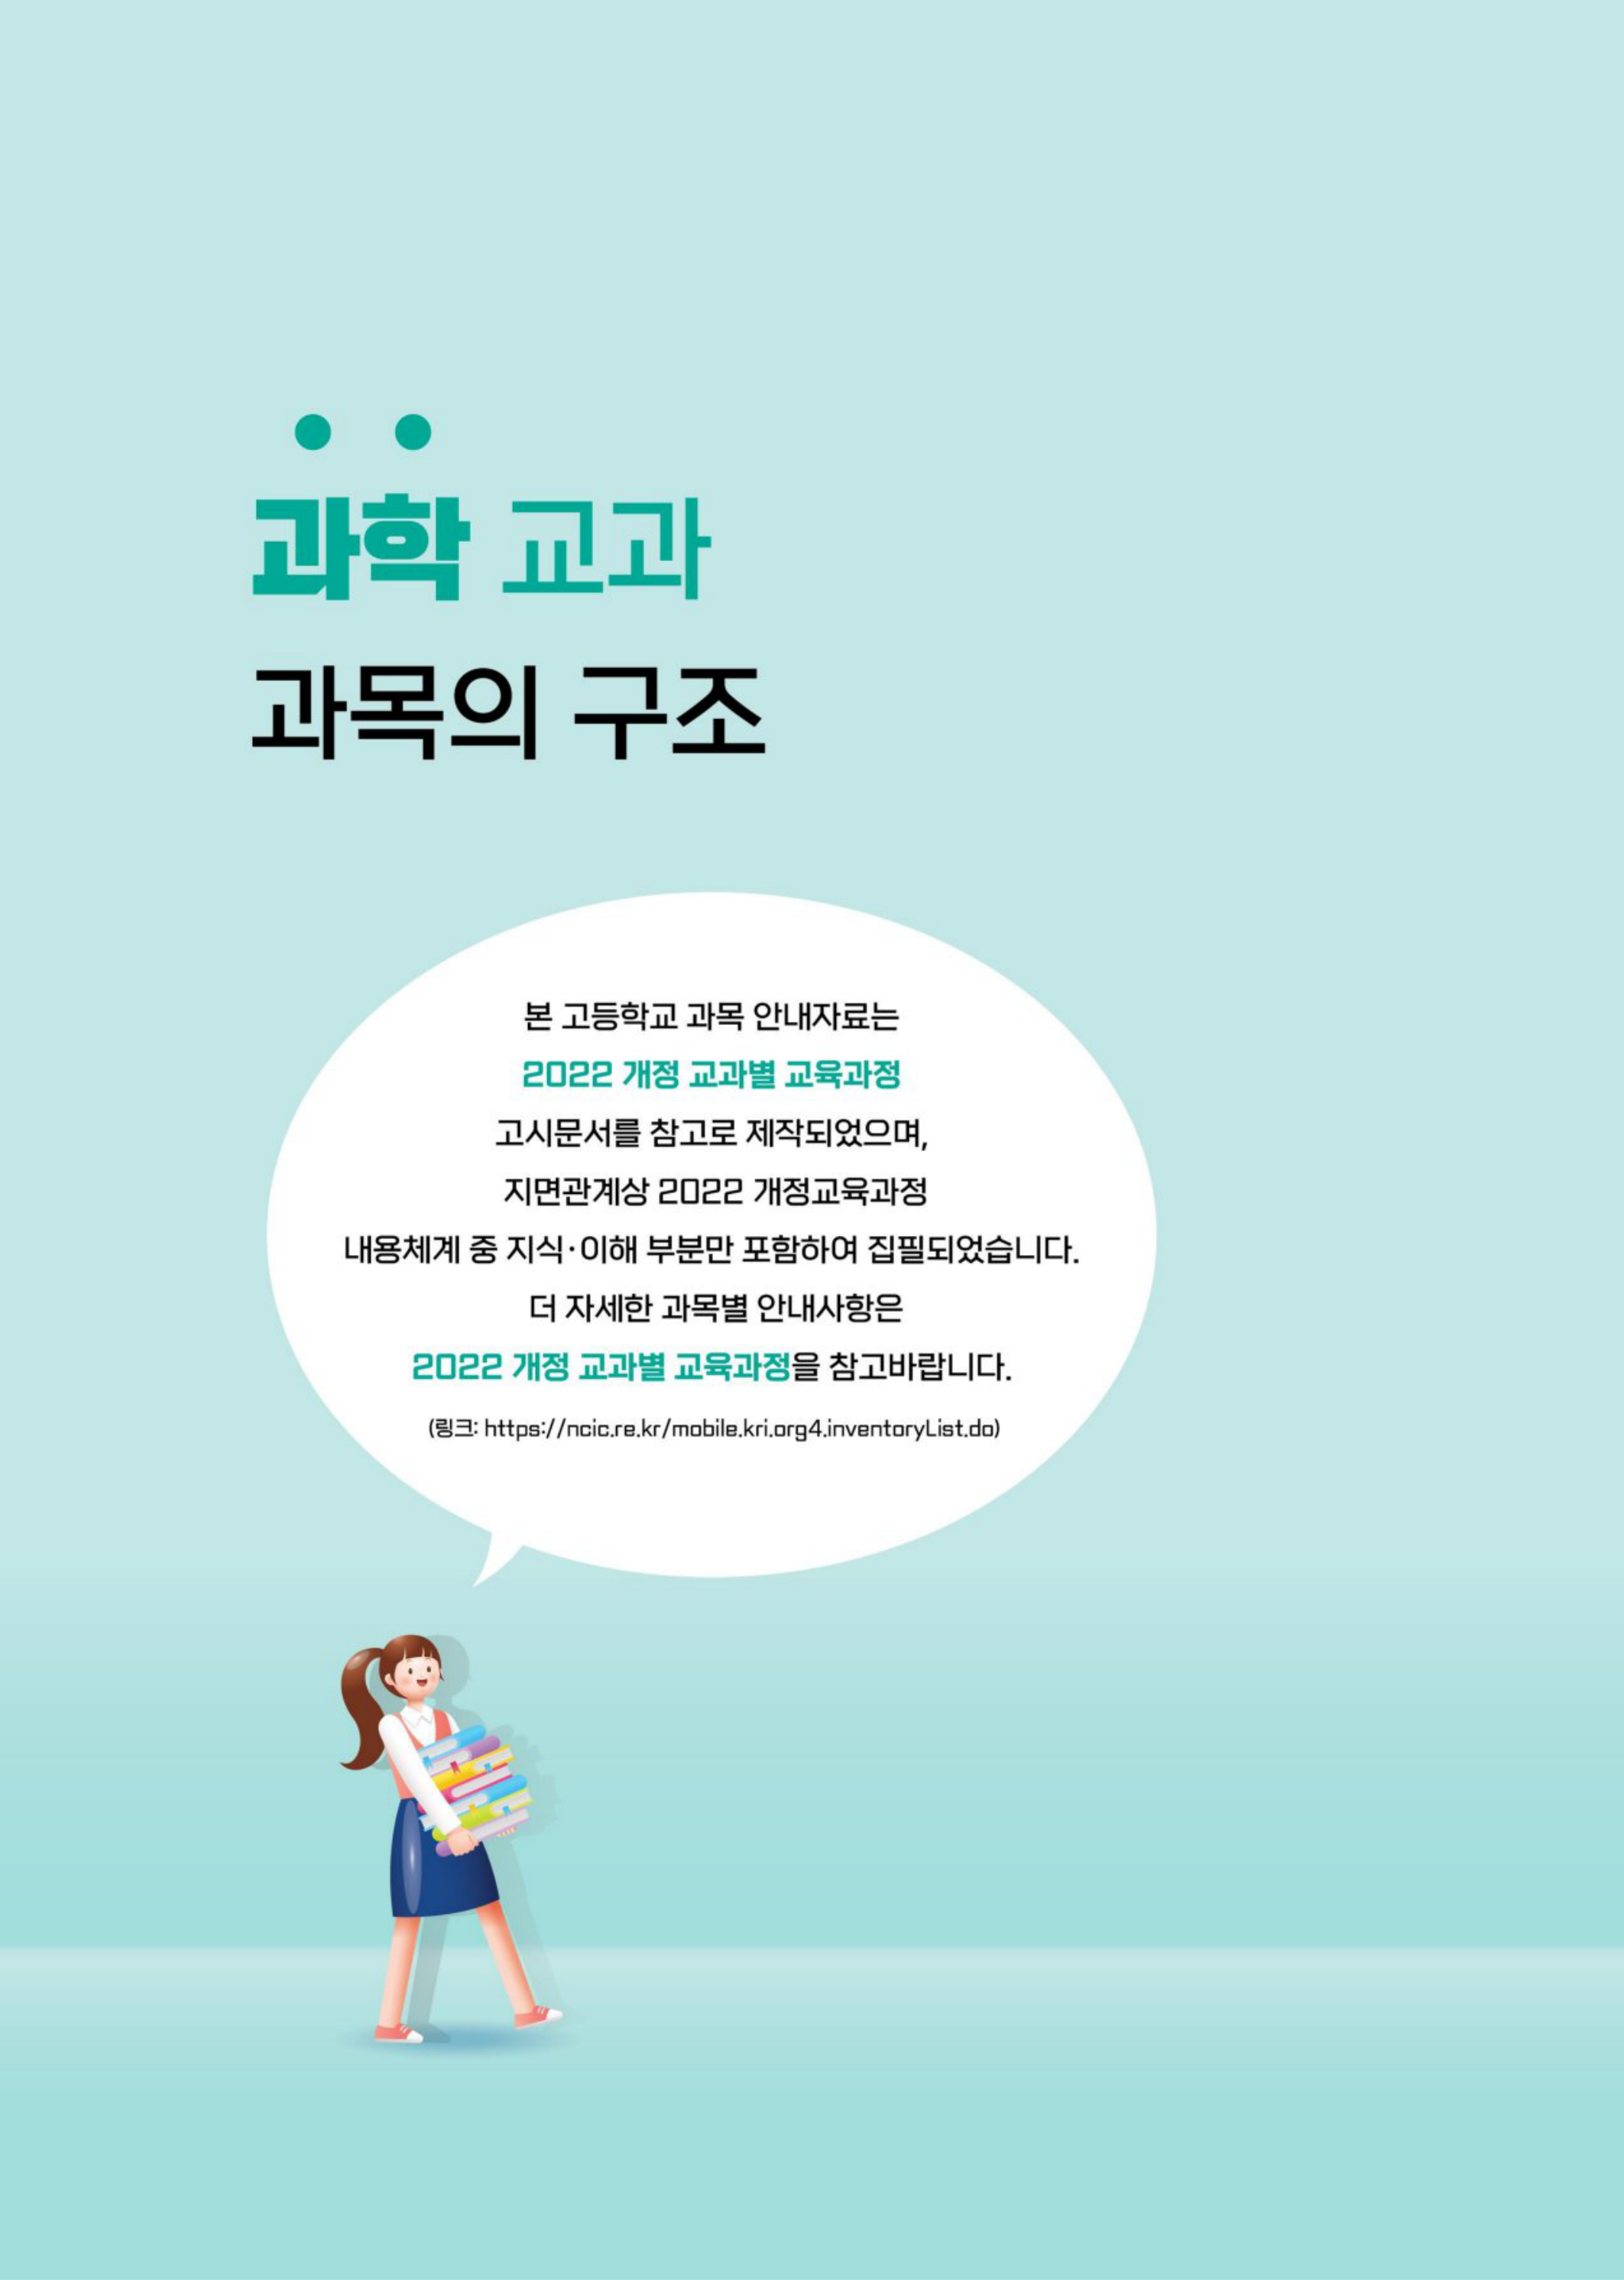 과학 교과
과목의 구조
본 고등학교 과목 안내자료는
2022 개정 교과별 교육과정
고시문서를 참고로 제작되었으며,
지면관계상 2022 개정교육과정
내용체계 중 지식·이해 부분만 포함하여 집필되었습니다.
더 자세한 과목별 안내사항은
2022 개정 교과별 교육과정을 참고바랍니다.
(링크: https://ncic.re.kr/mobile.kri.org4.inventoryList.do)